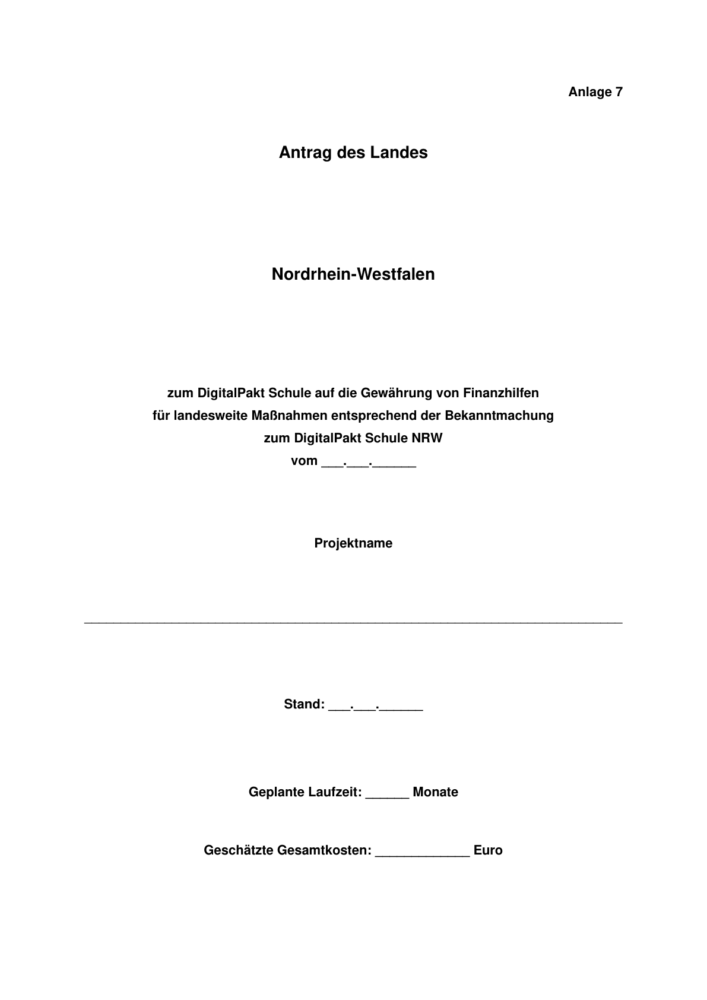 Anlage 7
Antrag des Landes
Nordrhein-Westfalen
zum DigitalPakt Schule auf die Gewährung von Finanzhilfen
für landesweite Maßnahmen entsprechend der Bekanntmachung
zum DigitalPakt Schule NRW
vom ___.___.______
Projektname
__________________________________________________________________________
Stand: ___.___.______
Geplante Laufzeit: ______ Monate
Geschätzte Gesamtkosten: _____________ Euro